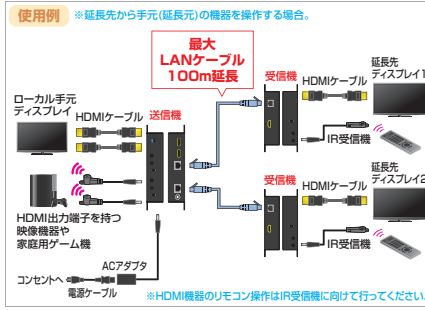 使用例 ※延長先から手元(延長元)の機器を操作する場合。
最大
LANケーブル
100m延長
ローカル手元
ディスプレイ
HDMIケーブル
送信機
受信機
HDMIケーブル
延長先
ディスプレイ1
IR受信機
受信機
HDMIケーブル
延長先
ディスプレイ2
IR受信機
HDMI出力端子を持つ
映像機器や
家庭用ゲーム機
ACアダプタ
コンセントへ
電源ケーブル
※HDMI機器のリモコン操作はIR受信機に向けて行ってください。